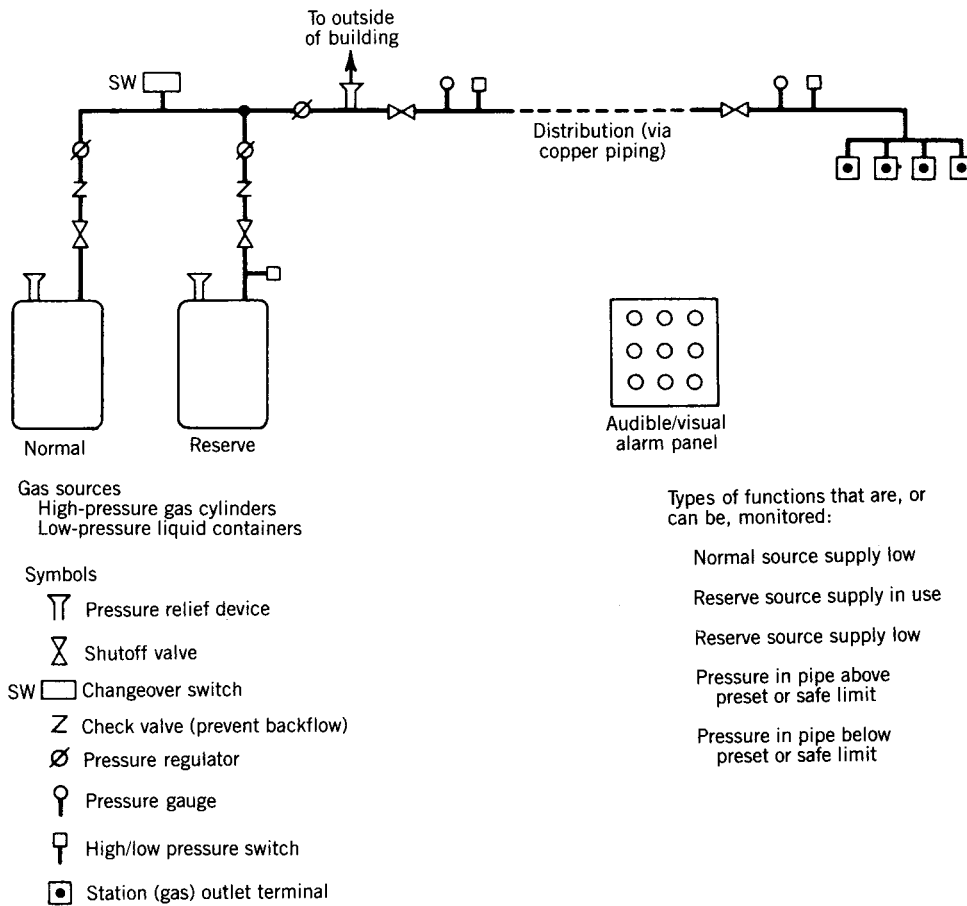 To outside
of building
SW
Distribution (via
copper piping)
Normal
Reserve
Audible/visual
alarm panel
Gas sources
High-pressure gas cylinders
Low-pressure liquid containers
Symbols
Pressure relief device
Shutoff valve
SW Changeover switch
Check valve (prevent backflow)
Pressure regulator
Pressure gauge
High/low pressure switch
Station (gas) outlet terminal
Types of functions that are, or
can be, monitored:
Normal source supply low
Reserve source supply in use
Reserve source supply low
Pressure in pipe above
preset or safe limit
Pressure in pipe below
preset or safe limit